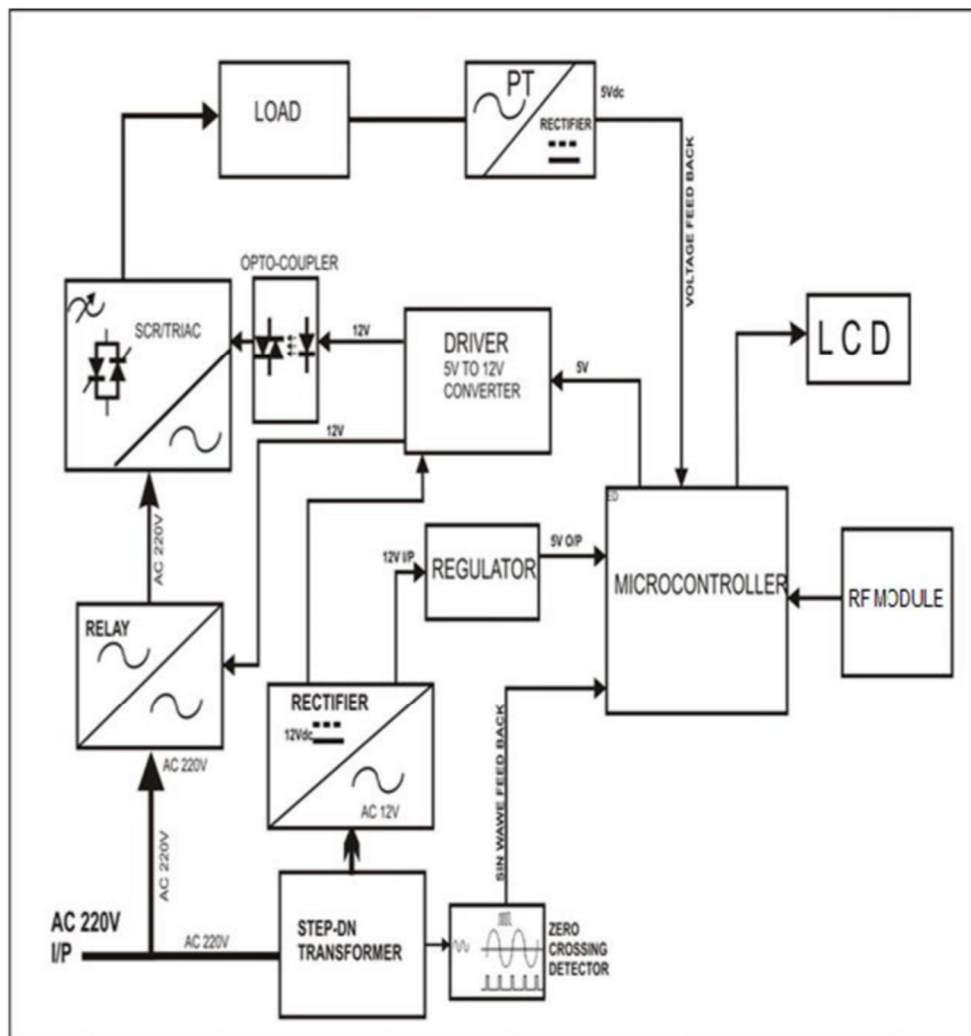 LOAD
PT
RECTIFIER
5Vdc
VOLTAGE FEED BACK
OPTO-COUPLER
SCR/TRIAC
12V
DRIVER
5V TO 12V
CONVERTER
5V
LCD
12V
AC 220V
ED
MICROCONTROLLER
RF MODULE
12V I/P
REGULATOR
5V O/P
RELAY
RECTIFIER
12Vdc
AC 12V
AC 220V
AC 220V
SIN WAWE FEED BACK
AC 220V
I/P
AC 220V
STEP-DN
TRANSFORMER
ZERO
CROSSING
DETECTOR